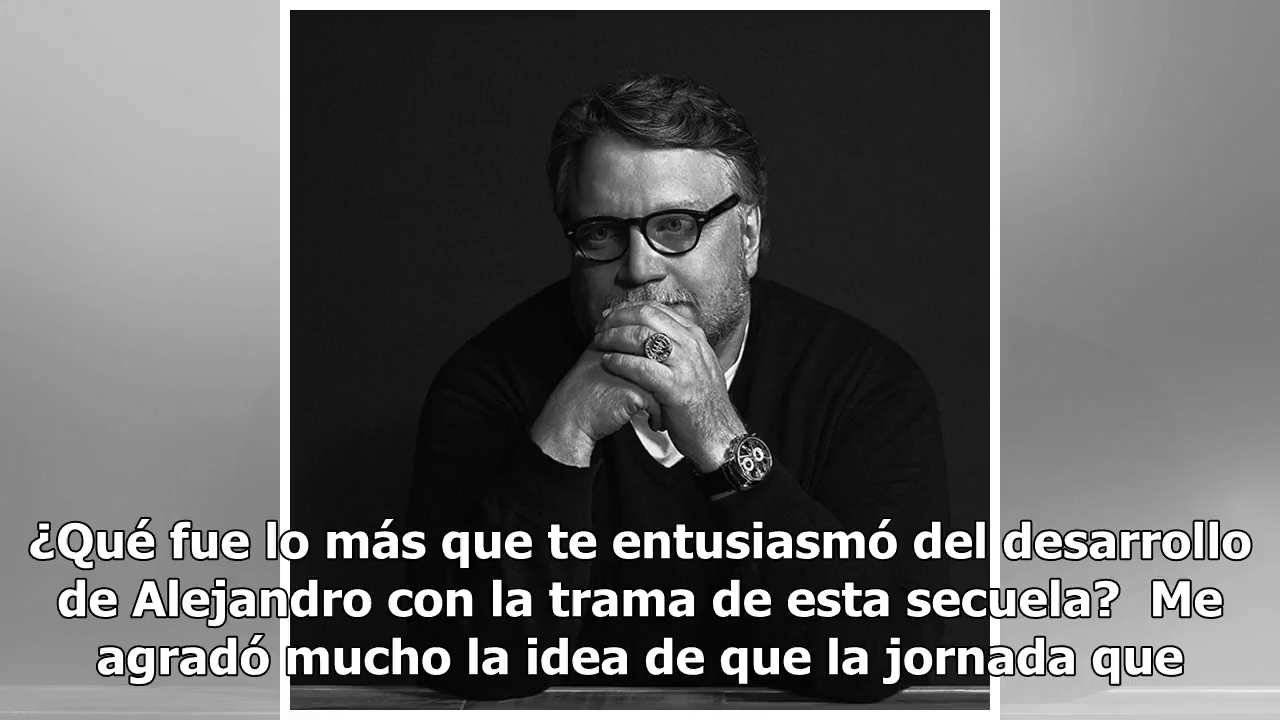 ¿Qué fue lo más que te entusiasmó del desarrollo
de Alejandro con la trama de esta secuela?  Me
agradó mucho la idea de que la jornada que